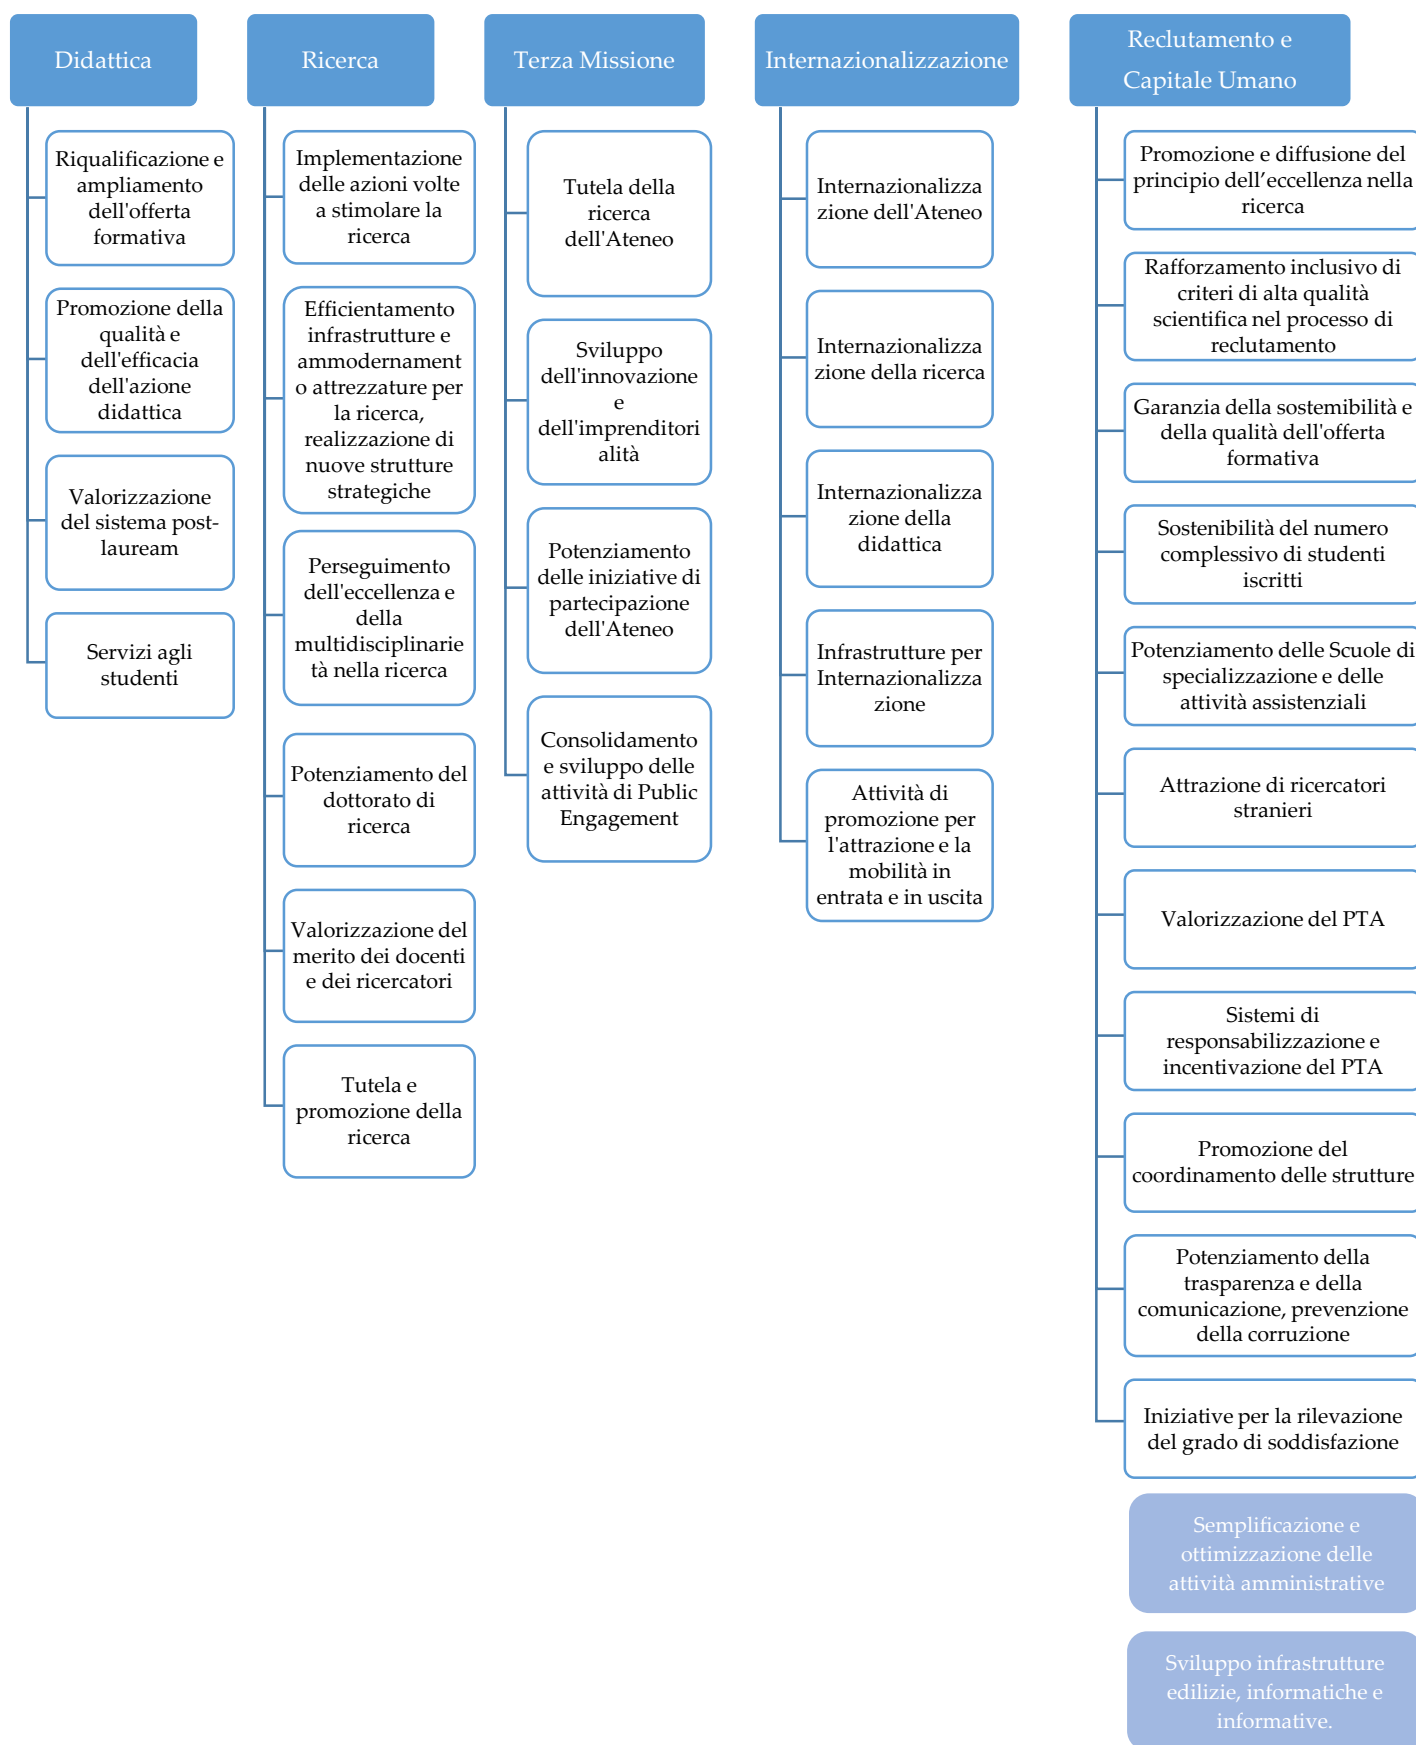 Didattica
Riqualificazione e
ampliamento
dell'offerta
formativa
Promozione della
qualità e
dell'efficacia
dell'azione
didattica
Valorizzazione
del sistema post-
lauream
Servizi agli
studenti
Ricerca
Implementazione
delle azioni volte
a stimolare la
ricerca
Efficientamento
infrastrutture e
ammodernament
o attrezzature per
la ricerca,
realizzazione di
nuove strutture
strategiche
Perseguimento
dell'eccellenza e
della
multidisciplinarie
tà nella ricerca
Potenziamento del
dottorato di
ricerca
Valorizzazione del
merito dei docenti
e dei ricercatori
Tutela e
promozione della
ricerca
Terza Missione
Tutela della
ricerca
dell'Ateneo
Sviluppo
dell'innovazione
e
dell'imprenditori
alità
Potenziamento
delle iniziative di
partecipazione
dell'Ateneo
Consolidamento
e sviluppo delle
attività di Public
Engagement
Internazionalizzazione
Internazionalizza
zione dell'Ateneo
Internazionalizza
zione della ricerca
Internazionalizza
zione della
didattica
Infrastrutture per
Internazionalizza
zione
Attività di
promozione per
l'attrazione e la
mobilità in
entrata e in uscita
Reclutamento e
Capitale Umano
Promozione e diffusione del
principio dell’eccellenza nella
ricerca
Rafforzamento inclusivo di
criteri di alta qualità
scientifica nel processo di
reclutamento
Garanzia della sostemibilità e
della qualità dell'offerta
formativa
Sostenibilità del numero
complessivo di studenti
iscritti
Potenziamento delle Scuole di
specializzazione e delle
attività assistenziali
Attrazione di ricercatori
stranieri
Valorizzazione del PTA
Sistemi di
responsabilizzazione e
incentivazione del PTA
Promozione del
coordinamento delle strutture
Potenziamento della
trasparenza e della
comunicazione, prevenzione
della corruzione
Iniziative per la rilevazione
del grado di soddisfazione
Semplificazione e
ottimizzazione delle
attività amministrative
Sviluppo infrastrutture
edilizie, informatiche e
informative.